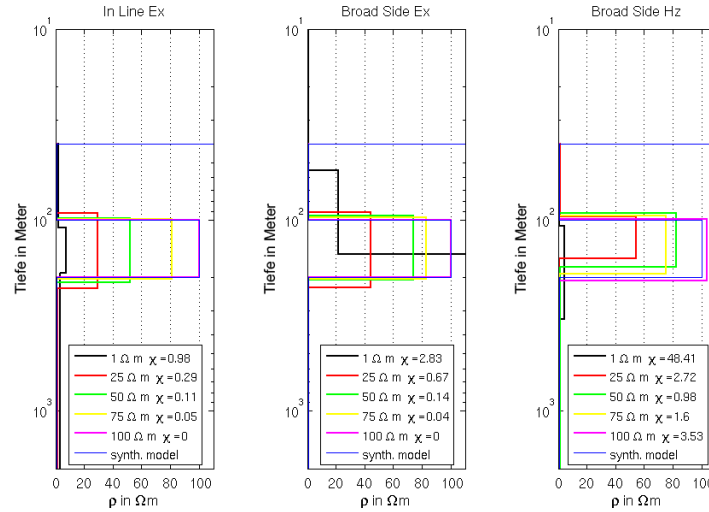 In Line Ex
10^1
10^2
10^3
Tiefe in Meter
1 Ω m χ=0.98
25 Ω m χ=0.29
50 Ω m χ=0.11
75 Ω m χ=0.05
100 Ω m χ=0
synth. model
0 20 40 60 80 100
ρ in Ωm
Broad Side Ex
10^1
10^2
10^3
Tiefe in Meter
1 Ω m χ=2.83
25 Ω m χ=0.67
50 Ω m χ=0.14
75 Ω m χ=0.04
100 Ω m χ=0
synth. model
0 20 40 60 80 100
ρ in Ωm
Broad Side Hz
10^1
10^2
10^3
Tiefe in Meter
1 Ω m χ=48.41
25 Ω m χ=2.72
50 Ω m χ=0.98
75 Ω m χ=1.6
100 Ω m χ=3.53
synth. model
0 20 40 60 80 100
ρ in Ωm